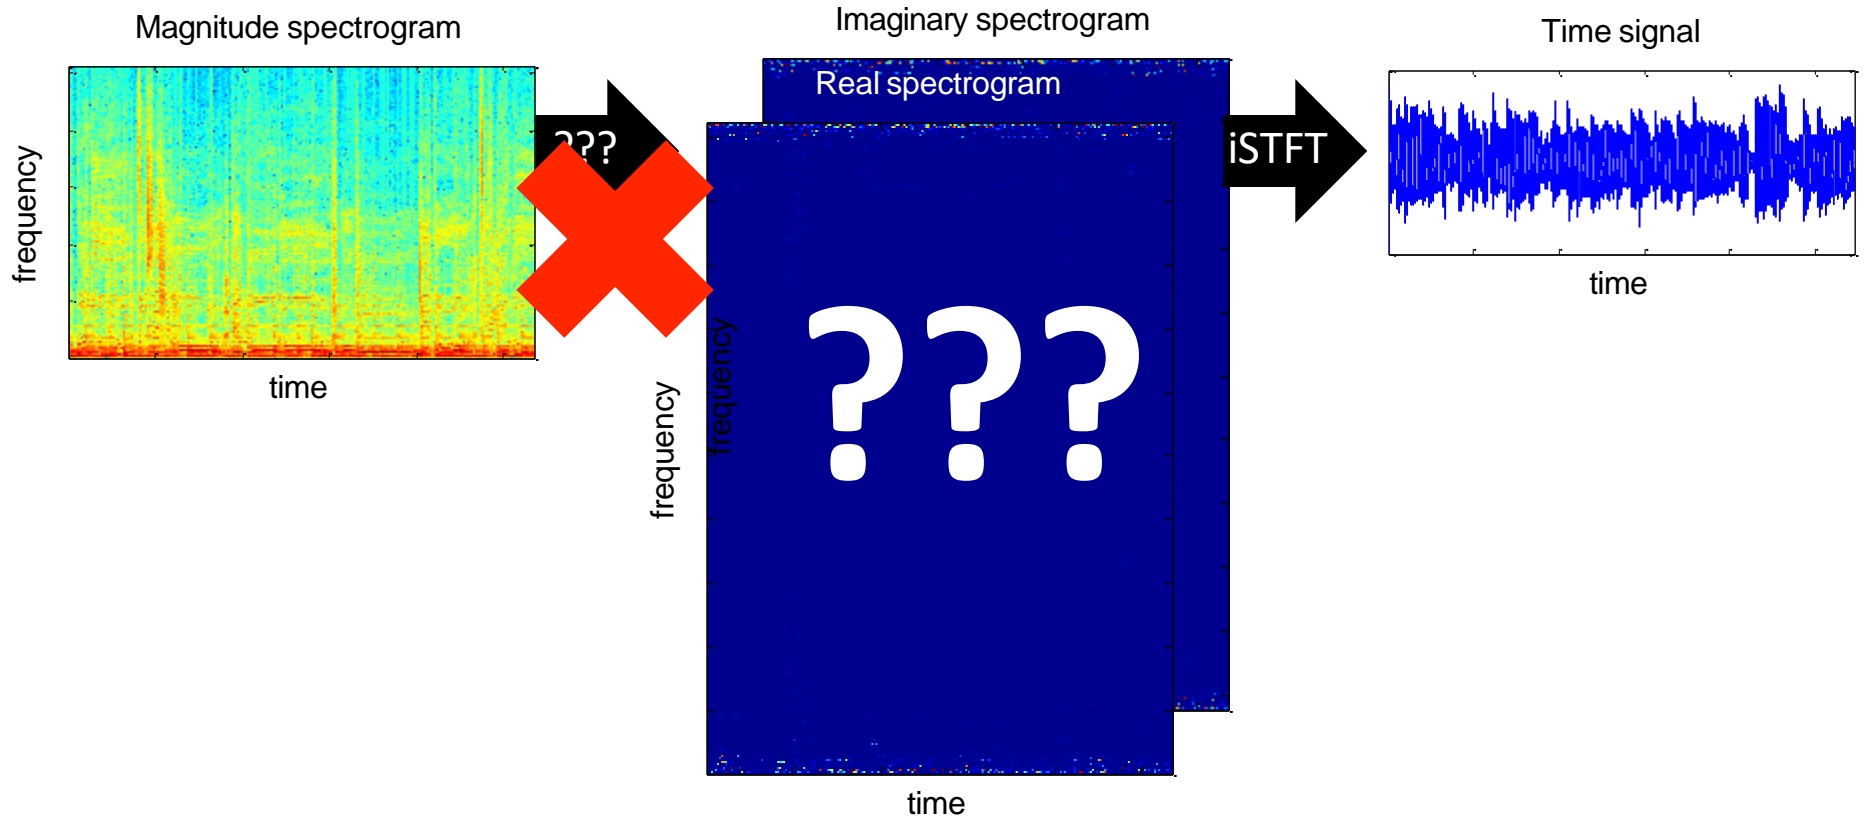 Magnitude spectrogram
frequency
time
???
Imaginary spectrogram
Real spectrogram
frequency
frequency
???
time
iSTFT
Time signal
time